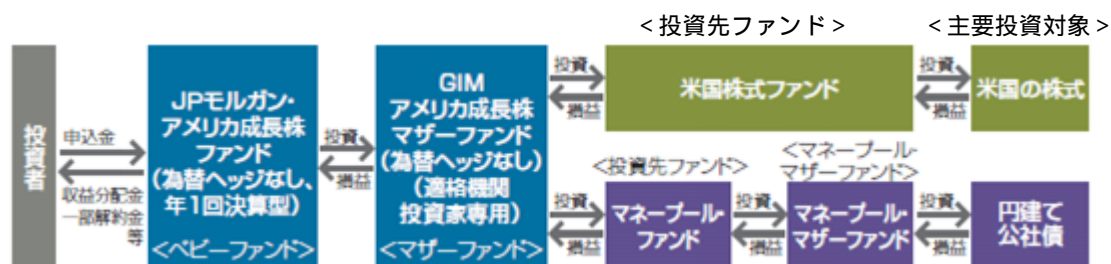 <投資先ファンド>
<主要投資対象>
投資者
申込金
収益分配金
一部解約金
等
JPモルガン・
アメリカ成長株
ファンド
(為替ヘッジなし、
年1回決算型)
<ベビーファンド>
投資
損益
GIM
アメリカ成長株
マザーファンド
(為替ヘッジなし)
(適格機関
投資家専用)
<マザーファンド>
投資
損益
米国株式ファンド
投資
損益
米国の株式
<投資先ファンド>
<マネープール・
マザーファンド>
投資
損益
マネープール・
ファンド
投資
損益
マネープール・
マザーファンド
投資
損益
円建て
公社債